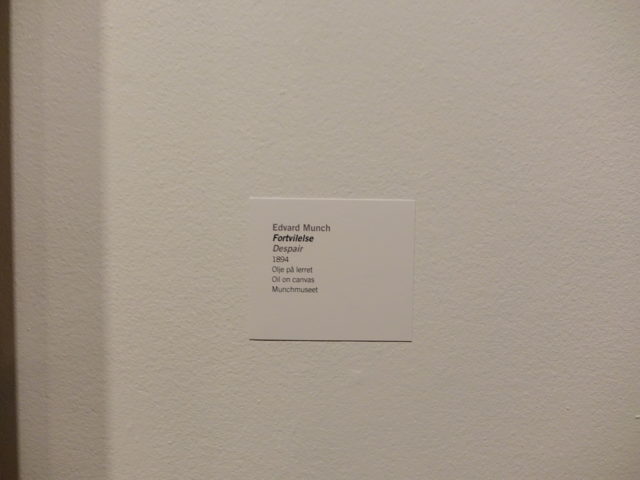 Edvard Munch
Fortvilelse
Despair
1894
Olje på lerret
Oil on canvas
Munchmuseet